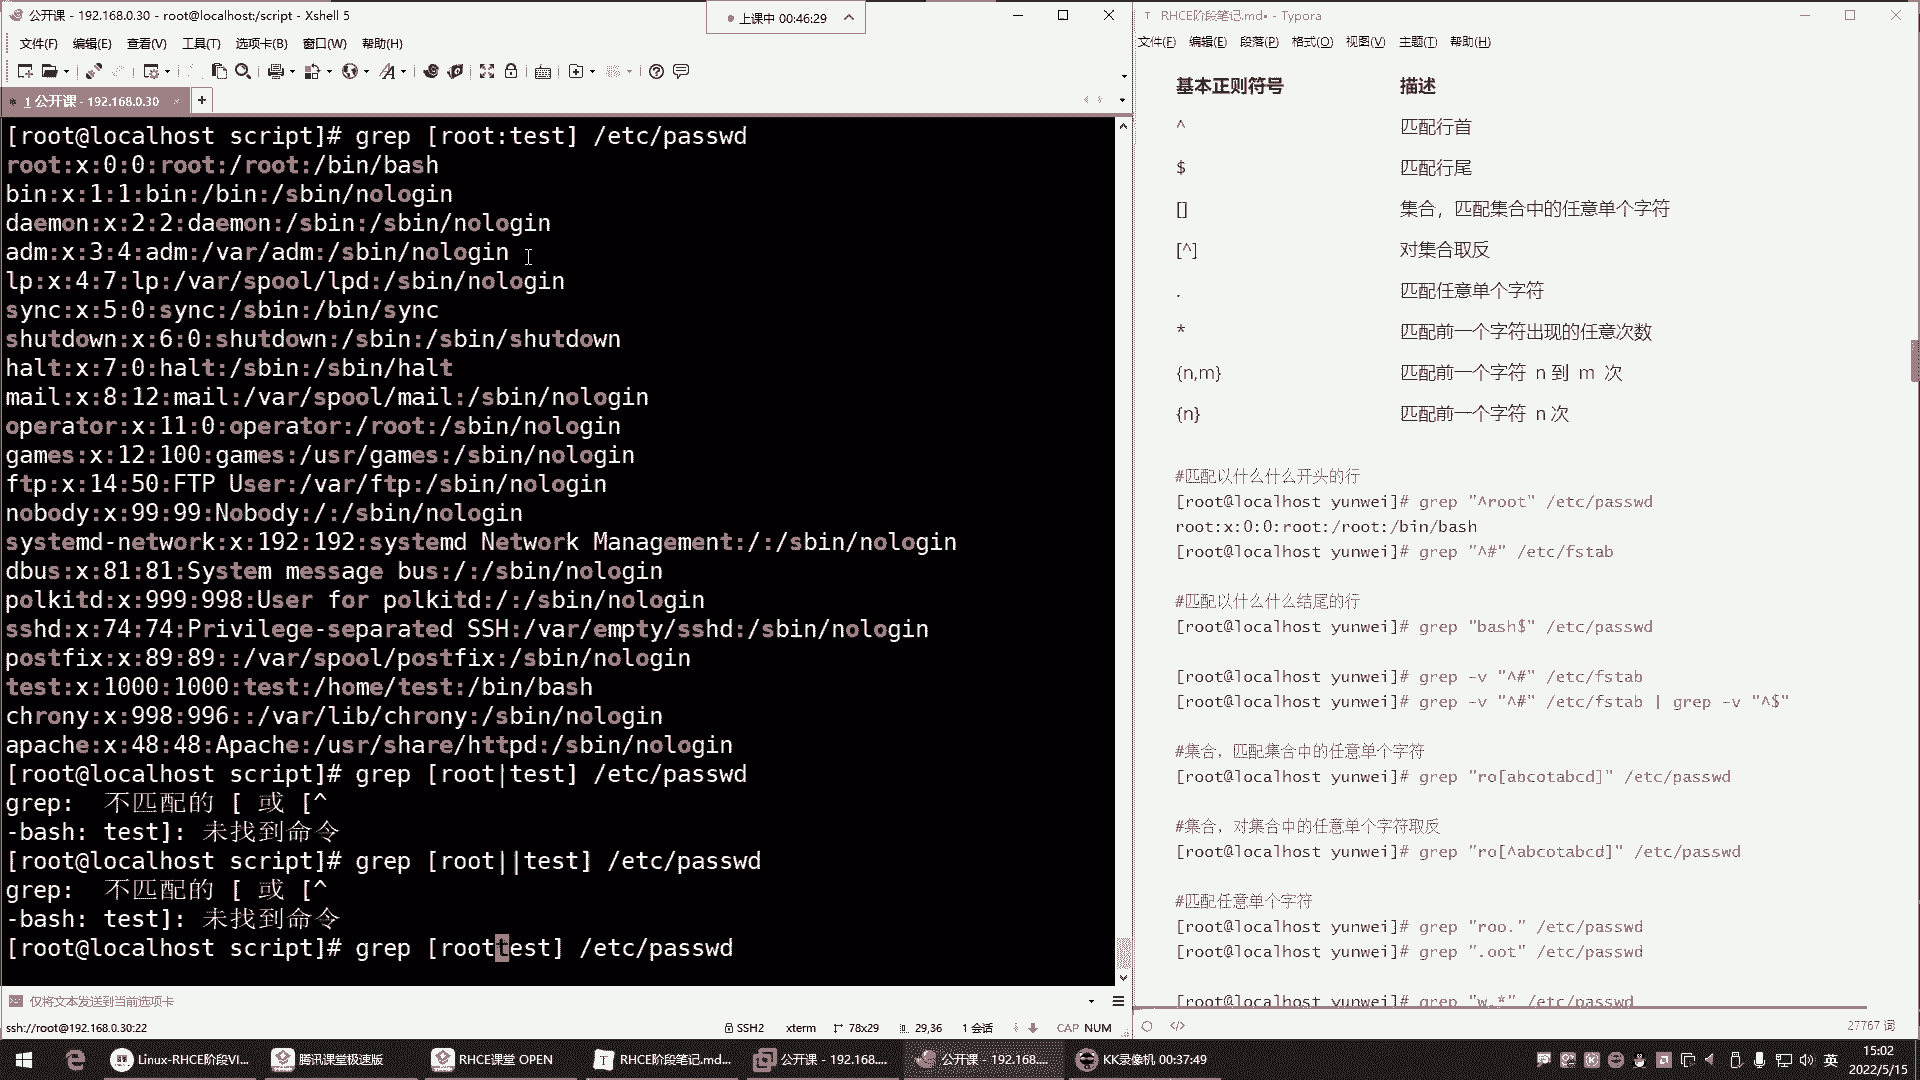 公开课 - 192.168.0.30 - root@localhost:/script - Xshell 5
上课中 00:46:29
文件(F) 编辑(E) 查看(V) 工具(T) 选项卡(B) 窗口(W) 帮助(H)
1 公开课 - 192.168.0.30
[root@localhost script]# grep [root:test] /etc/passwd
root:x:0:0:root:/root:/bin/bash
bin:x:1:1:bin:/bin:/sbin/nologin
daemon:x:2:2:daemon:/sbin:/sbin/nologin
adm:x:3:4:adm:/var/adm:/sbin/nologin
lp:x:4:7:lp:/var/spool/lpd:/sbin/nologin
sync:x:5:0:sync:/sbin:/bin/sync
shutdown:x:6:0:shutdown:/sbin:/sbin/shutdown
halt:x:7:0:halt:/sbin:/sbin/halt
mail:x:8:12:mail:/var/spool/mail:/sbin/nologin
operator:x:11:0:operator:/root:/sbin/nologin
games:x:12:100:games:/usr/games:/sbin/nologin
ftp:x:14:50:FTP User:/var/ftp:/sbin/nologin
nobody:x:99:99:Nobody:/:/sbin/nologin
systemd-network:x:192:192:systemd Network Management:/:/sbin/nologin
dbus:x:81:81:System message bus:/:/sbin/nologin
polkitd:x:999:998:User for polkitd:/:/sbin/nologin
sshd:x:74:74:Privilege-separated SSH:/var/empty/sshd:/sbin/nologin
postfix:x:89:89::/var/spool/postfix:/sbin/nologin
test:x:1000:1000:test:/home/test:/bin/bash
chrony:x:998:996::/var/lib/chrony:/sbin/nologin
apache:x:48:48:Apache:/usr/share/httpd:/sbin/nologin
[root@localhost script]# grep [root|test] /etc/passwd
grep: 不匹配的 [ 或 [^
-bash: test]: 未找到命令
[root@localhost script]# grep [root||test] /etc/passwd
grep: 不匹配的 [ 或 [^
-bash: test]: 未找到命令
[root@localhost script]# grep [roottest] /etc/passwd
仅将文本发送到当前选项卡
ssh://root@192.168.0.30:22 SSH2 xterm 78x29 29,36 1 会话 CAP NUM
RHCE阶段笔记.md• - Typora
文件(F) 编辑(E) 段落(P) 格式(O) 视图(V) 主题(T) 帮助(H)
基本正则符号 描述
^ 匹配行首
$ 匹配行尾
[] 集合，匹配集合中的任意单个字符
[^] 对集合取反
. 匹配任意单个字符
* 匹配前一个字符出现的任意次数
{n,m} 匹配前一个字符 n 到 m 次
{n} 匹配前一个字符 n 次
#匹配以什么什么开头的行
[root@localhost yunwei]# grep "^root" /etc/passwd
root:x:0:0:root:/root:/bin/bash
[root@localhost yunwei]# grep "^#" /etc/fstab
#匹配以什么什么结尾的行
[root@localhost yunwei]# grep "bash$" /etc/passwd
[root@localhost yunwei]# grep -v "^#" /etc/fstab
[root@localhost yunwei]# grep -v "^#" /etc/fstab | grep -v "^$"
#集合，匹配集合中的任意单个字符
[root@localhost yunwei]# grep "ro[abcotabcd]" /etc/passwd
#集合，对集合中的任意单个字符取反
[root@localhost yunwei]# grep "ro[^abcotabcd]" /etc/passwd
#匹配任意单个字符
[root@localhost yunwei]# grep "roo." /etc/passwd
[root@localhost yunwei]# grep ".oot" /etc/passwd
[root@localhost yunwei]# grep "w.*" /etc/passwd
27767 词
Linux-RHCE阶段VI... 腾讯课堂极速版 RHCE课堂 OPEN RHCE阶段笔记.md... 公开课 - 192.168.... 公开课 - 192.168.... KK录像机 00:37:49
英
15:02
2022/5/15